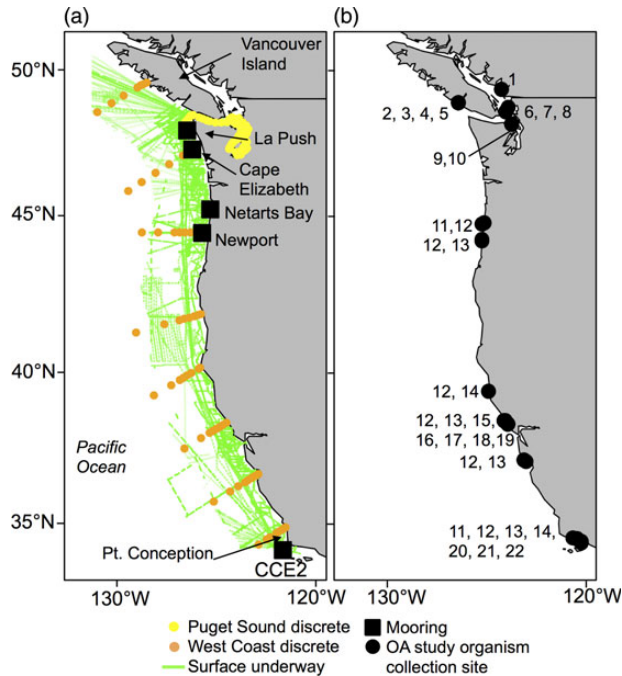 (a)
(b)
50°N
45°N
40°N
35°N
Vancouver
Island
La Push
Cape
Elizabeth
Netarts Bay
Newport
Pacific
Ocean
Pt. Conception
CCE2
130°W
120°W
1
2, 3, 4, 5
6, 7, 8
9,10
11, 12
12, 13
12, 14
12, 13, 15,
16, 17, 18,19
12, 13
11, 12, 13, 14,
20, 21, 22
130°W
120°W
Puget Sound discrete
West Coast discrete
Surface underway
Mooring
OA study organism
collection site